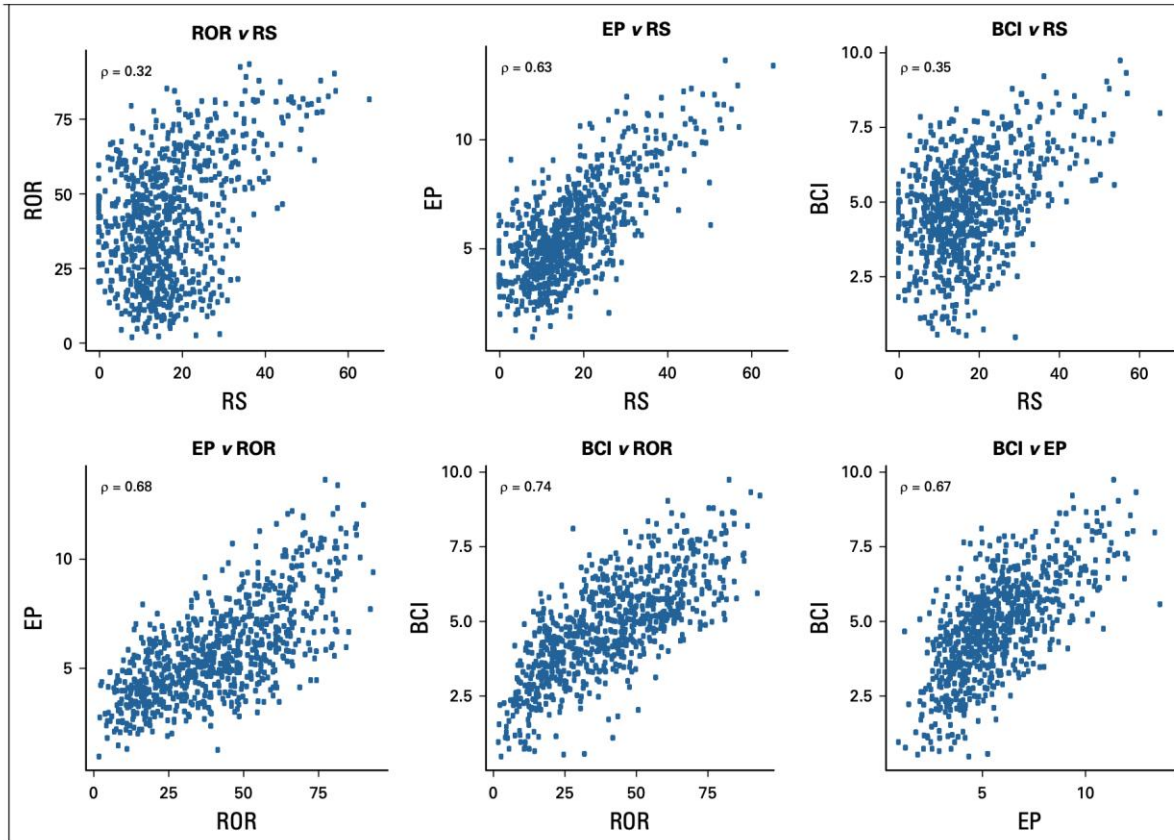 ROR v RS
ρ = 0.32
ROR
75
50
25
0
0 20 40 60
RS
EP v RS
ρ = 0.63
EP
10
5
0 20 40 60
RS
BCI v RS
ρ = 0.35
BCI
10.0
7.5
5.0
2.5
0 20 40 60
RS
EP v ROR
ρ = 0.68
EP
10
5
0 25 50 75
ROR
BCI v ROR
ρ = 0.74
BCI
10.0
7.5
5.0
2.5
0 25 50 75
ROR
BCI v EP
ρ = 0.67
BCI
10.0
7.5
5.0
2.5
5 10
EP